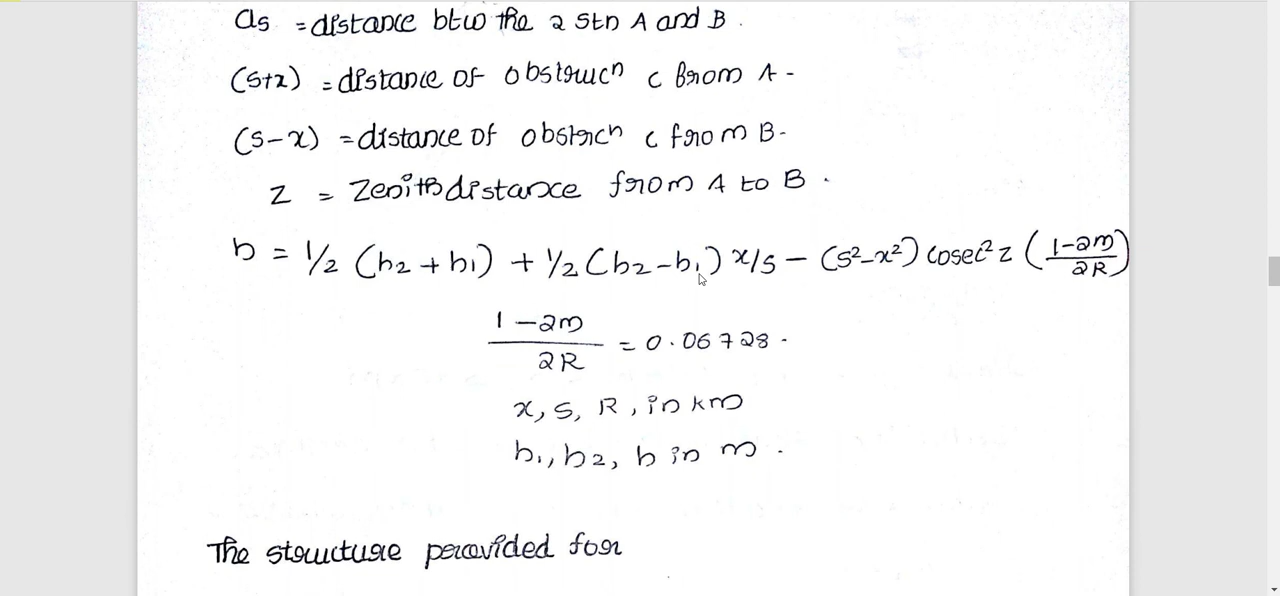 2s = distance btw the 2 stn A and B.
(s+x) = distance of obstrucn c from A -
(s-x) = distance of obstrcn c from B -
z = Zenith distance from A to B.
h = 1/2 (h2 + h1) + 1/2 (h2 - h1) x/s - (s²-x²) cosec² z (1-2m/2R)
1-2m/2R = 0.06728.
x, s, R, in km
h1, h2, h in m.
The structure peravided for